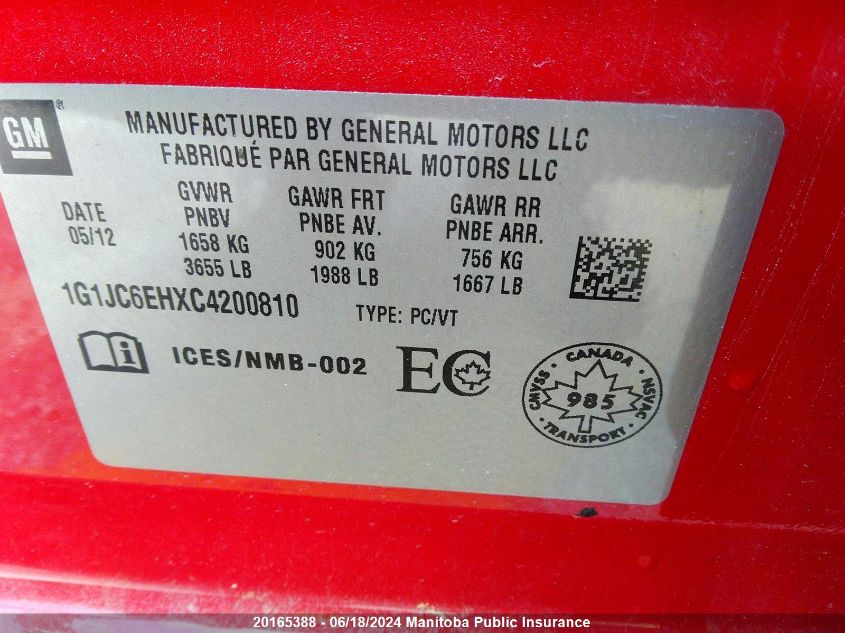 GM®
MANUFACTURED BY GENERAL MOTORS LLC
FABRIQUÉ PAR GENERAL MOTORS LLC
DATE
05/12
GVWR
PNBV
1658 KG
3655 LB
GAWR FRT
PNBE AV.
902 KG
1988 LB
GAWR RR
PNBE ARR.
756 KG
1667 LB
1G1JC6EHXC4200810
TYPE: PC/VT
i ICES/NMB-002
EC
CANADA
CMVSS 985 NSVAC
TRANSPORT
20165388 - 06/18/2024 Manitoba Public Insurance